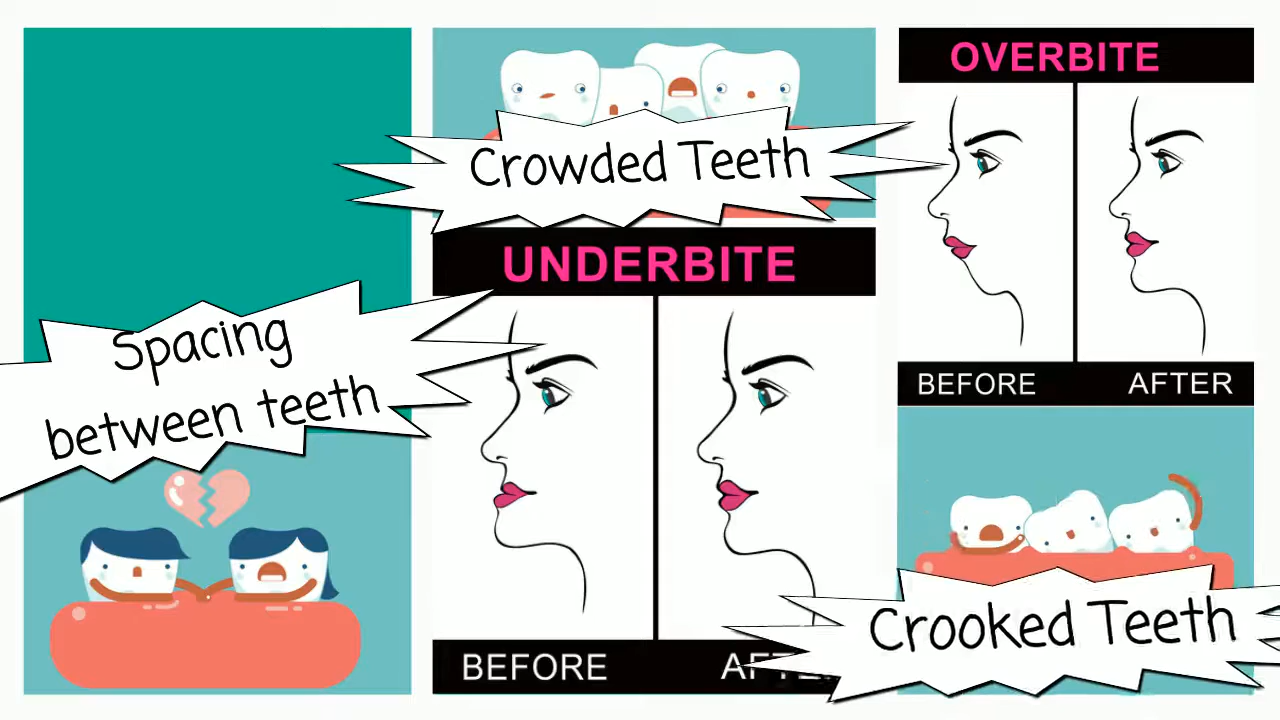 Spacing
between teeth
Crowded Teeth
UNDERBITE
BEFORE
OVERBITE
BEFORE AFTER
Crooked Teeth